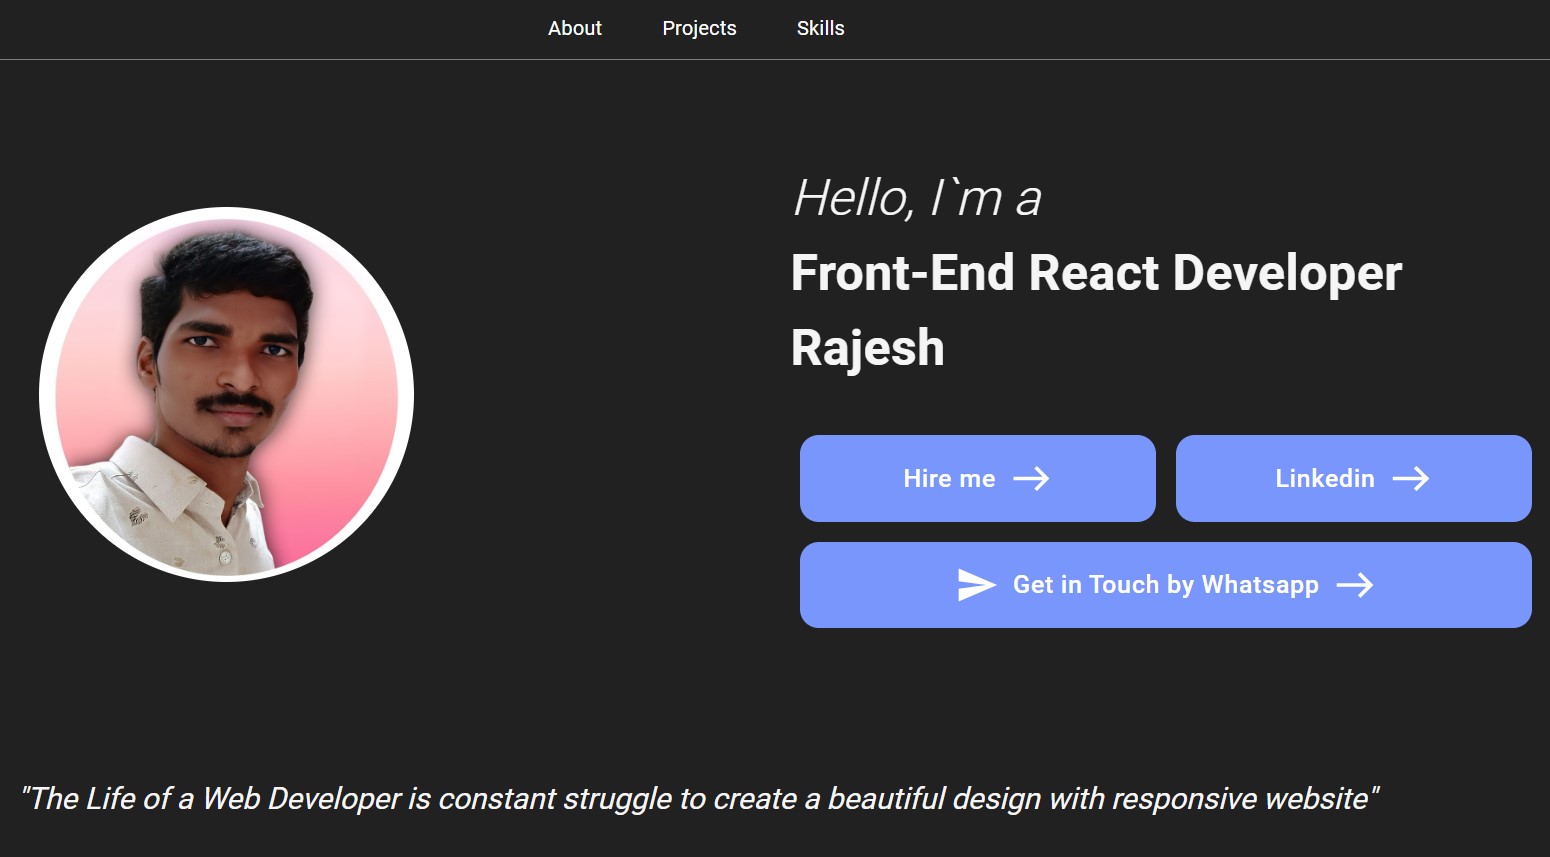 About Projects Skills
Hello, I`m a
Front-End React Developer
Rajesh
Hire me
Linkedin
Get in Touch by Whatsapp
"The Life of a Web Developer is constant struggle to create a beautiful design with responsive website"